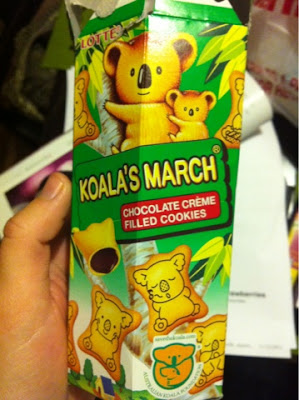 LOTTE
KOALA'S MARCH®
CHOCOLATE CRÈME
FILLED COOKIES